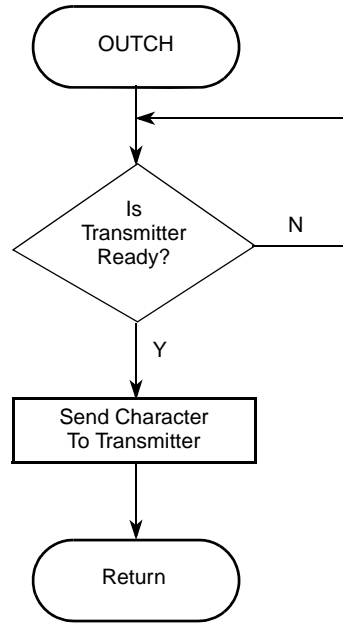 OUTCH
Is
Transmitter
Ready?
N
Y
Send Character
To Transmitter
Return